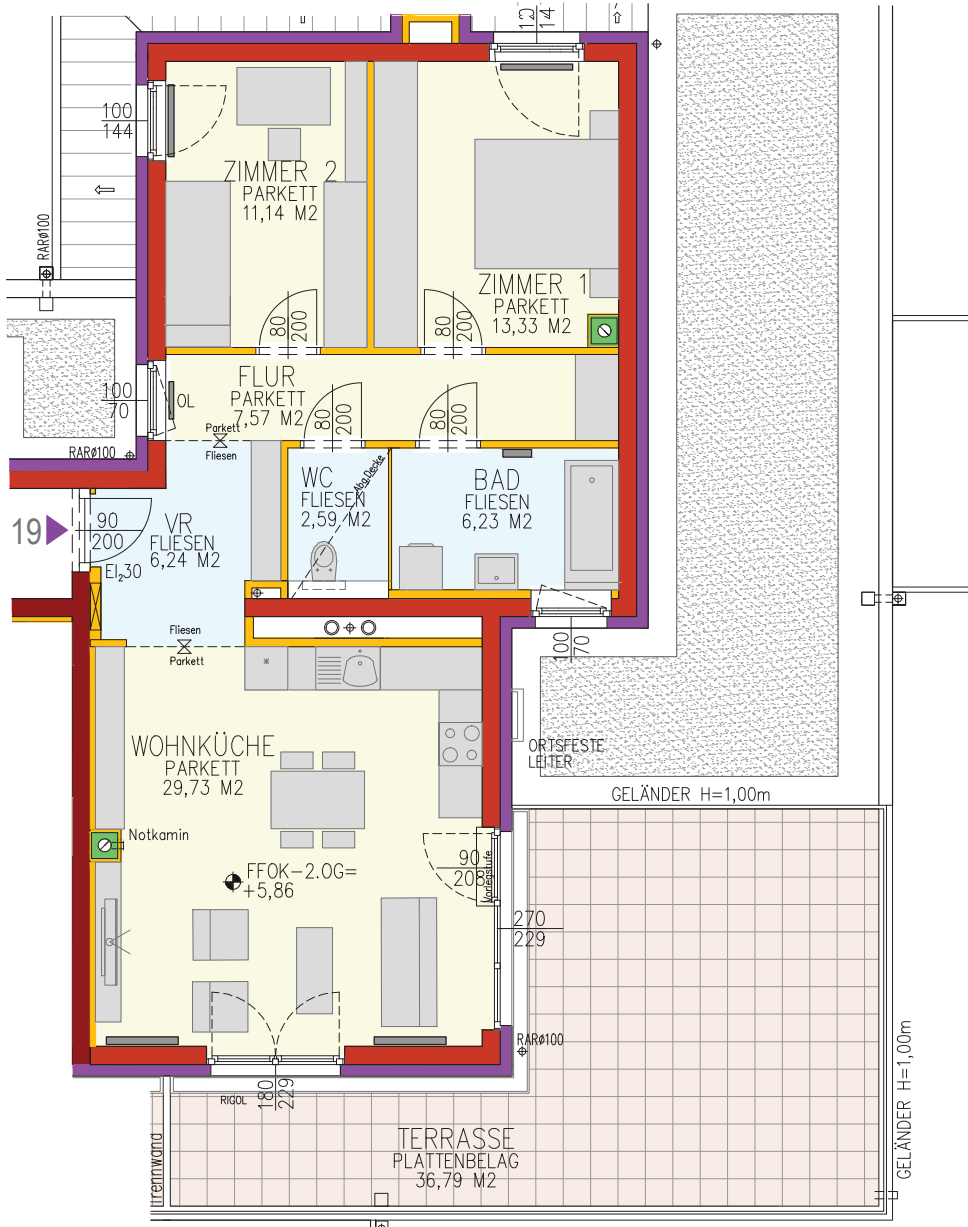 12
14
100
144
ZIMMER 2
PARKETT
11,14 M2
RARø100
ZIMMER 1
PARKETT
13,33 M2
80
200
80
200
FLUR
PARKETT
7,57 M2
100
70
OL
Parkett
Fliesen
80
200
80
200
RARø100
Abg.Decke
WC
FLIESEN
2,59 M2
BAD
FLIESEN
6,23 M2
19
90
200
VR
FLIESEN
6,24 M2
EI₂30
Fliesen
Parkett
100
70
WOHNKÜCHE
PARKETT
29,73 M2
ORTSFESTE
LEITER
GELÄNDER H=1,00m
Notkamin
FFOK-2.OG=
+5,86
90
208
Vorlegstufe
270
229
RARø100
RIGOL
180
229
GELÄNDER H=1,00m
TERRASSE
PLATTENBELAG
36,79 M2
Trennwand